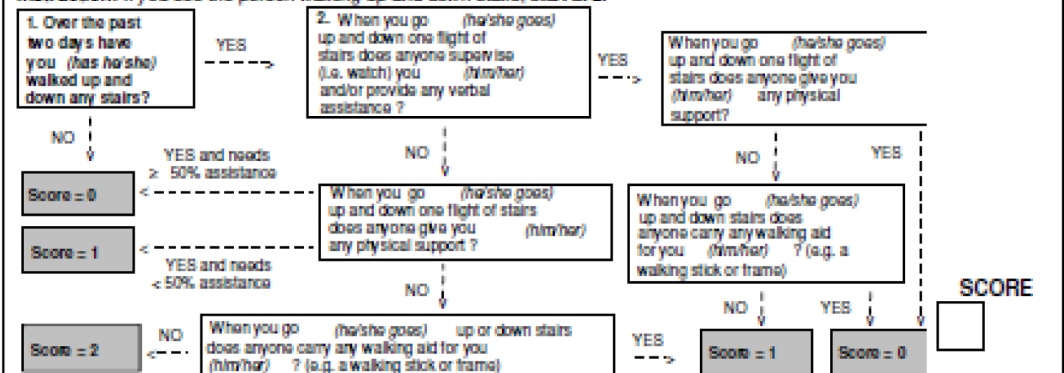 1. Over the past
two days have
you (has he/she)
walked up and
down any stairs?
YES
2. When you go (he/she goes)
up and down one flight of
stairs does anyone supervise
(i.e. watch) you (him/her)
and/or provide any verbal
assistance ?
YES
When you go (he/she goes)
up and down one flight of
stairs does anyone give you
(him/her) any physical
support?
NO
YES and needs
≥ 50% assistance
NO
NO
YES
Score = 0
When you go (he/she goes)
up and down one flight of stairs
does anyone give you (him/her)
any physical support ?
When you go (he/she goes)
up and down stairs does
anyone carry any walking aid
for you (him/her) ? (e.g. a
walking stick or frame)
Score = 1
YES and needs
< 50% assistance
NO
NO
YES
SCORE
Score = 2
NO
When you go (he/she goes) up or down stairs
does anyone carry any walking aid for you
(him/her) ? (e.g. a walking stick or frame)
YES
Score = 1
Score = 0